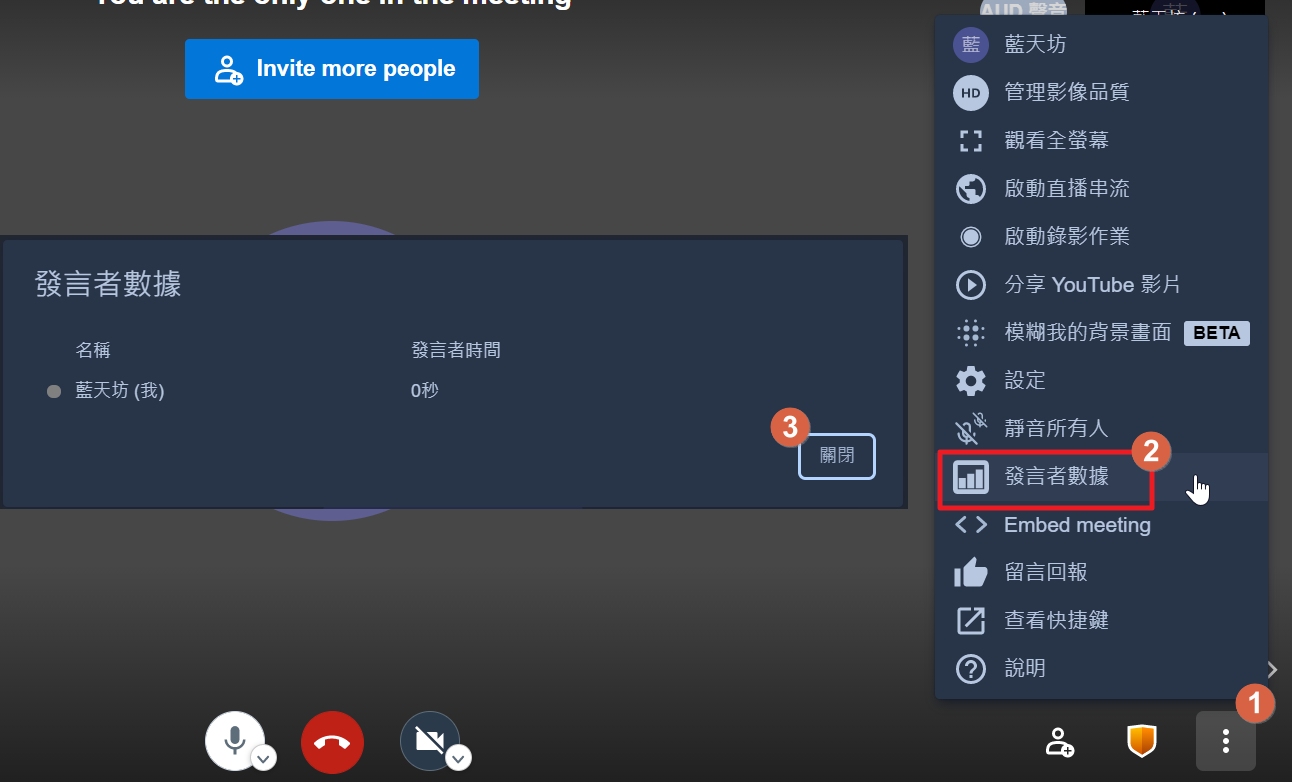 You are the only one in the meeting
Invite more people
AUD 聲音
藍
藍天坊
HD
管理影像品質
觀看全螢幕
啟動直播串流
啟動錄影作業
分享 YouTube 影片
模糊我的背景畫面 BETA
設定
靜音所有人
2
發言者數據
Embed meeting
留言回報
查看快捷鍵
說明
1
發言者數據
名稱 發言者時間
藍天坊 (我) 0秒
3
關閉